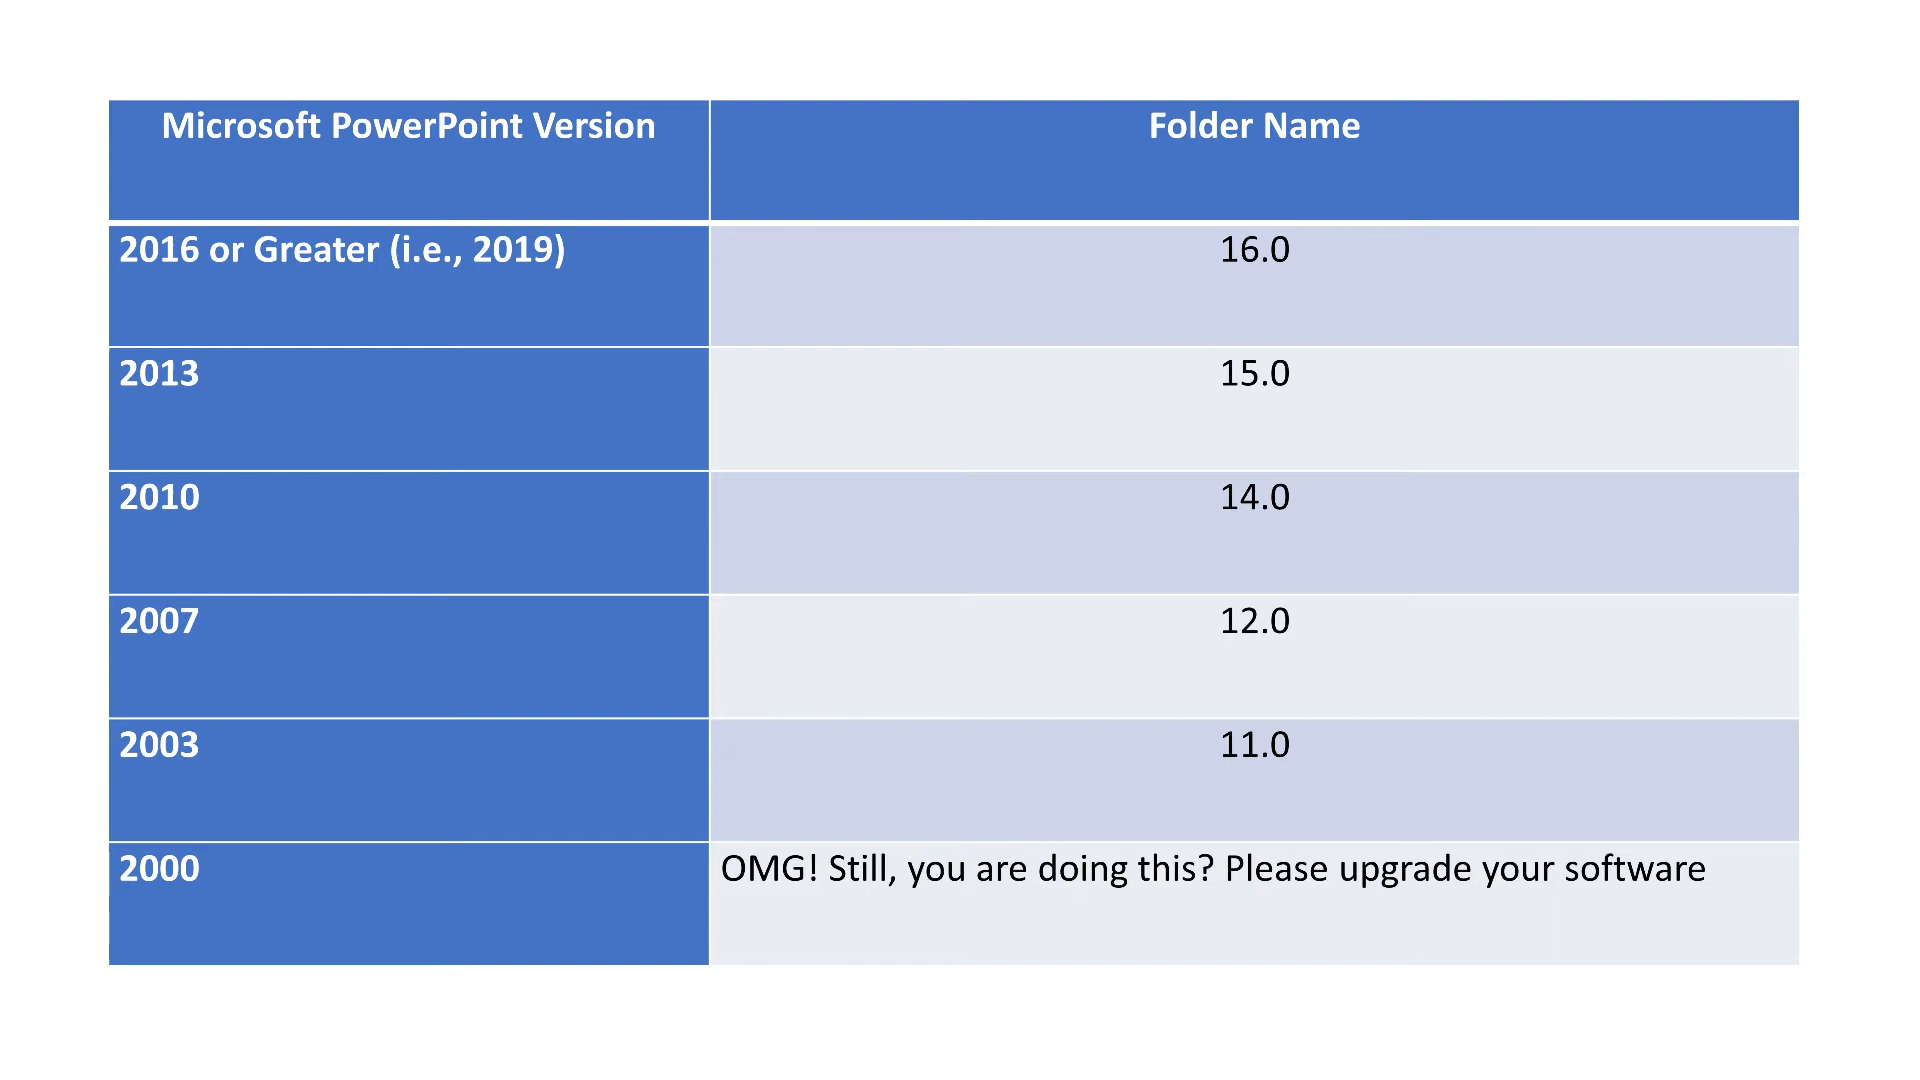 Microsoft PowerPoint Version
Folder Name
2016 or Greater (i.e., 2019)
16.0
2013
15.0
2010
14.0
2007
12.0
2003
11.0
2000
OMG! Still, you are doing this? Please upgrade your software